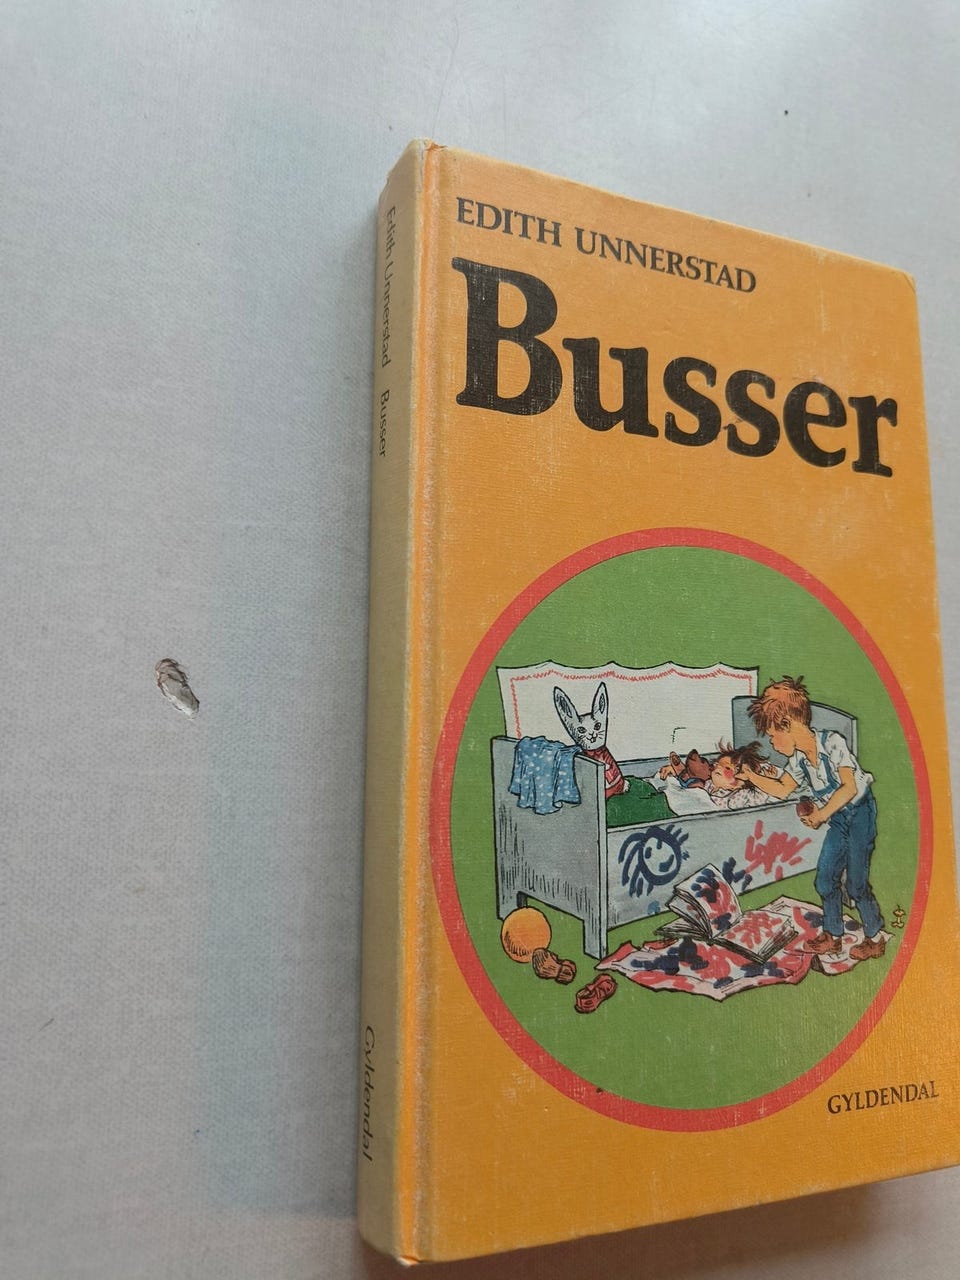 EDITH UNNERSTAD
Busser
GYLDENDAL
Edith Unnerstad Busser
Gyldendal